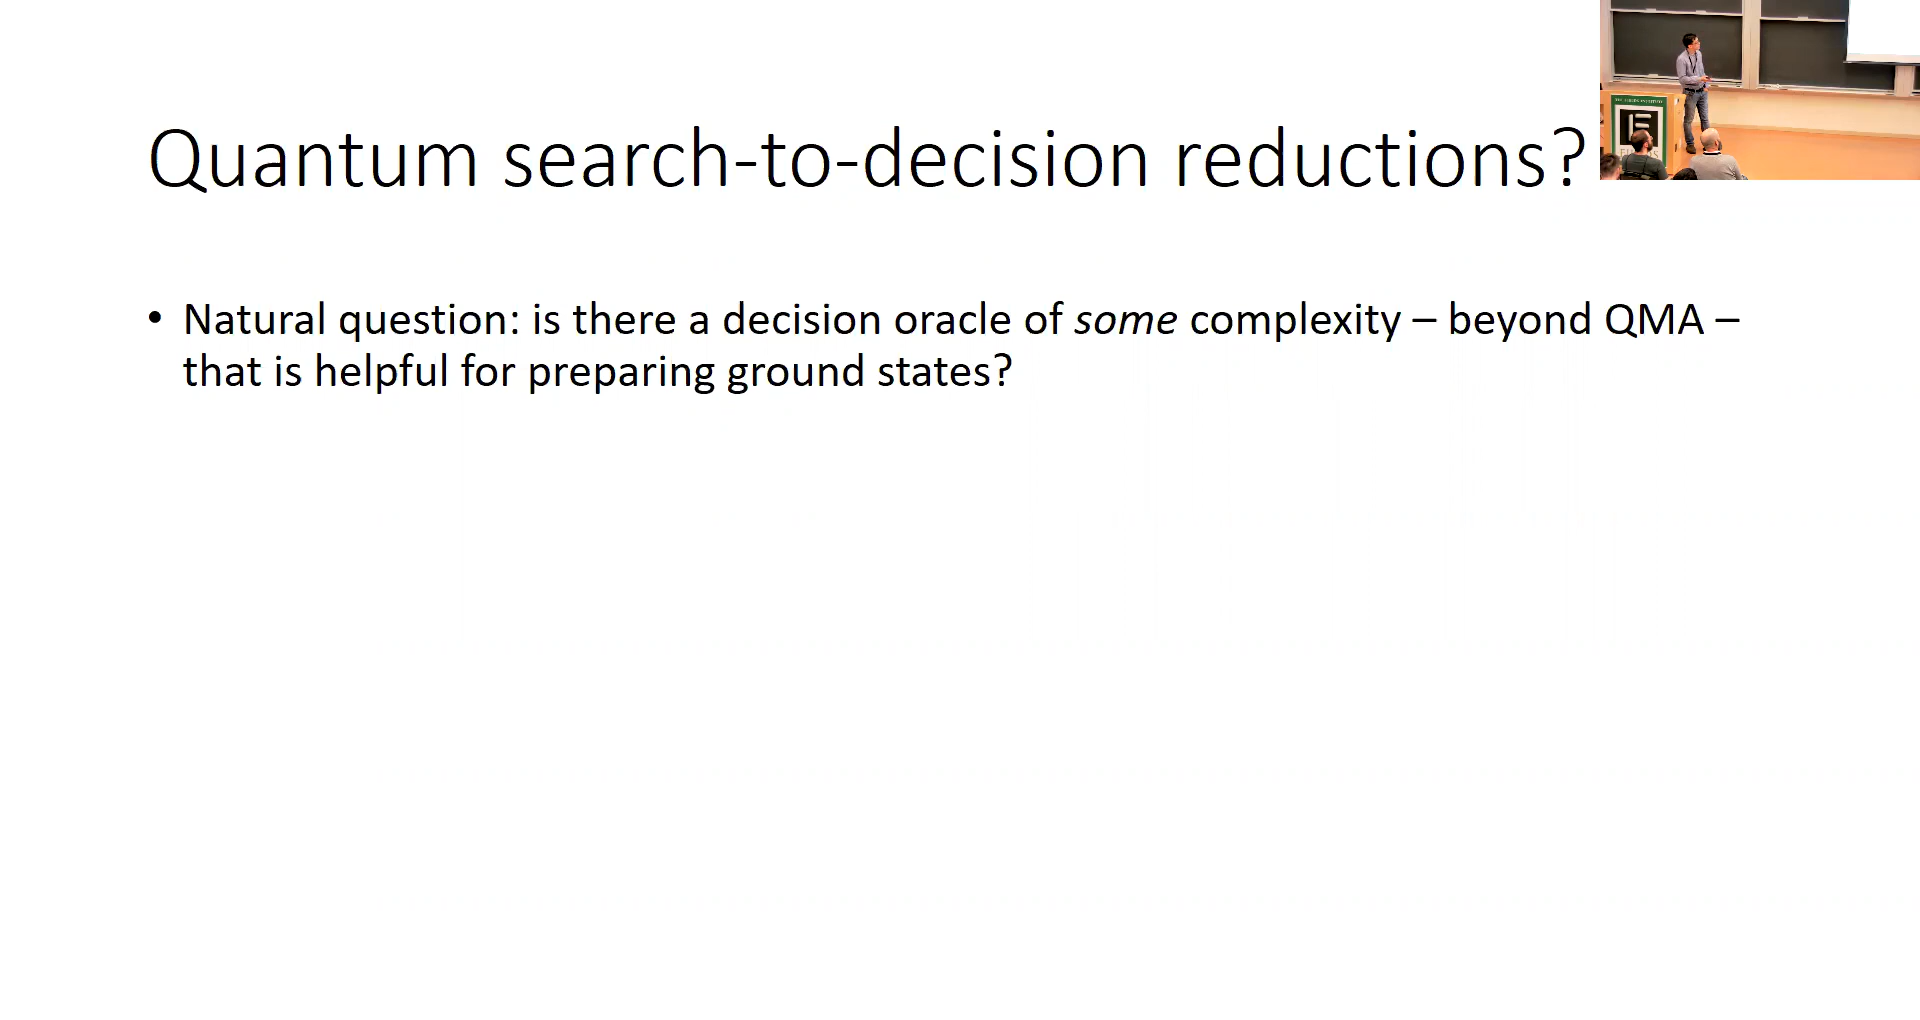 Quantum search-to-decision reductions?
• Natural question: is there a decision oracle of some complexity – beyond QMA –
that is helpful for preparing ground states?